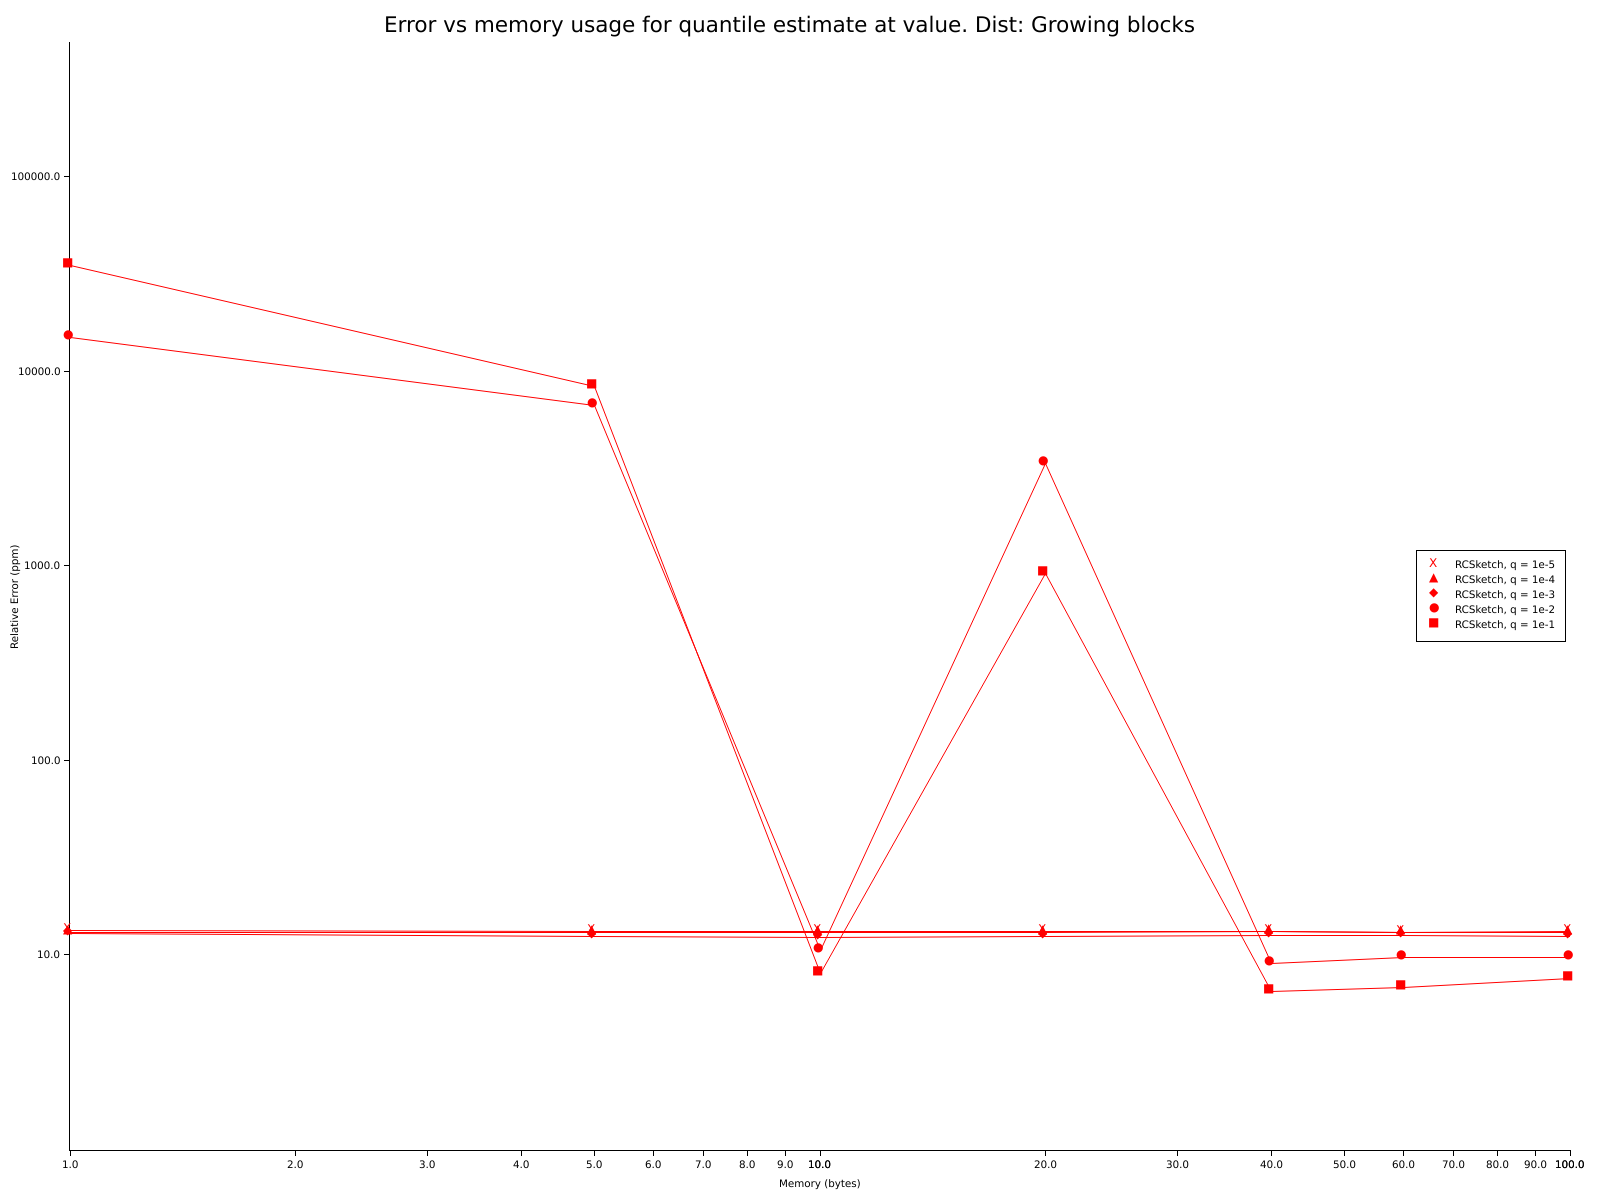 Error vs memory usage for quantile estimate at value. Dist: Growing blocks
100000.0
10000.0
1000.0
100.0
10.0
Relative Error (ppm)
X RCSketch, q = 1e-5
RCSketch, q = 1e-4
RCSketch, q = 1e-3
RCSketch, q = 1e-2
RCSketch, q = 1e-1
1.0 2.0 3.0 4.0 5.0 6.0 7.0 8.0 9.0 10.0 20.0 30.0 40.0 50.0 60.0 70.0 80.0 90.0 100.0
Memory (bytes)